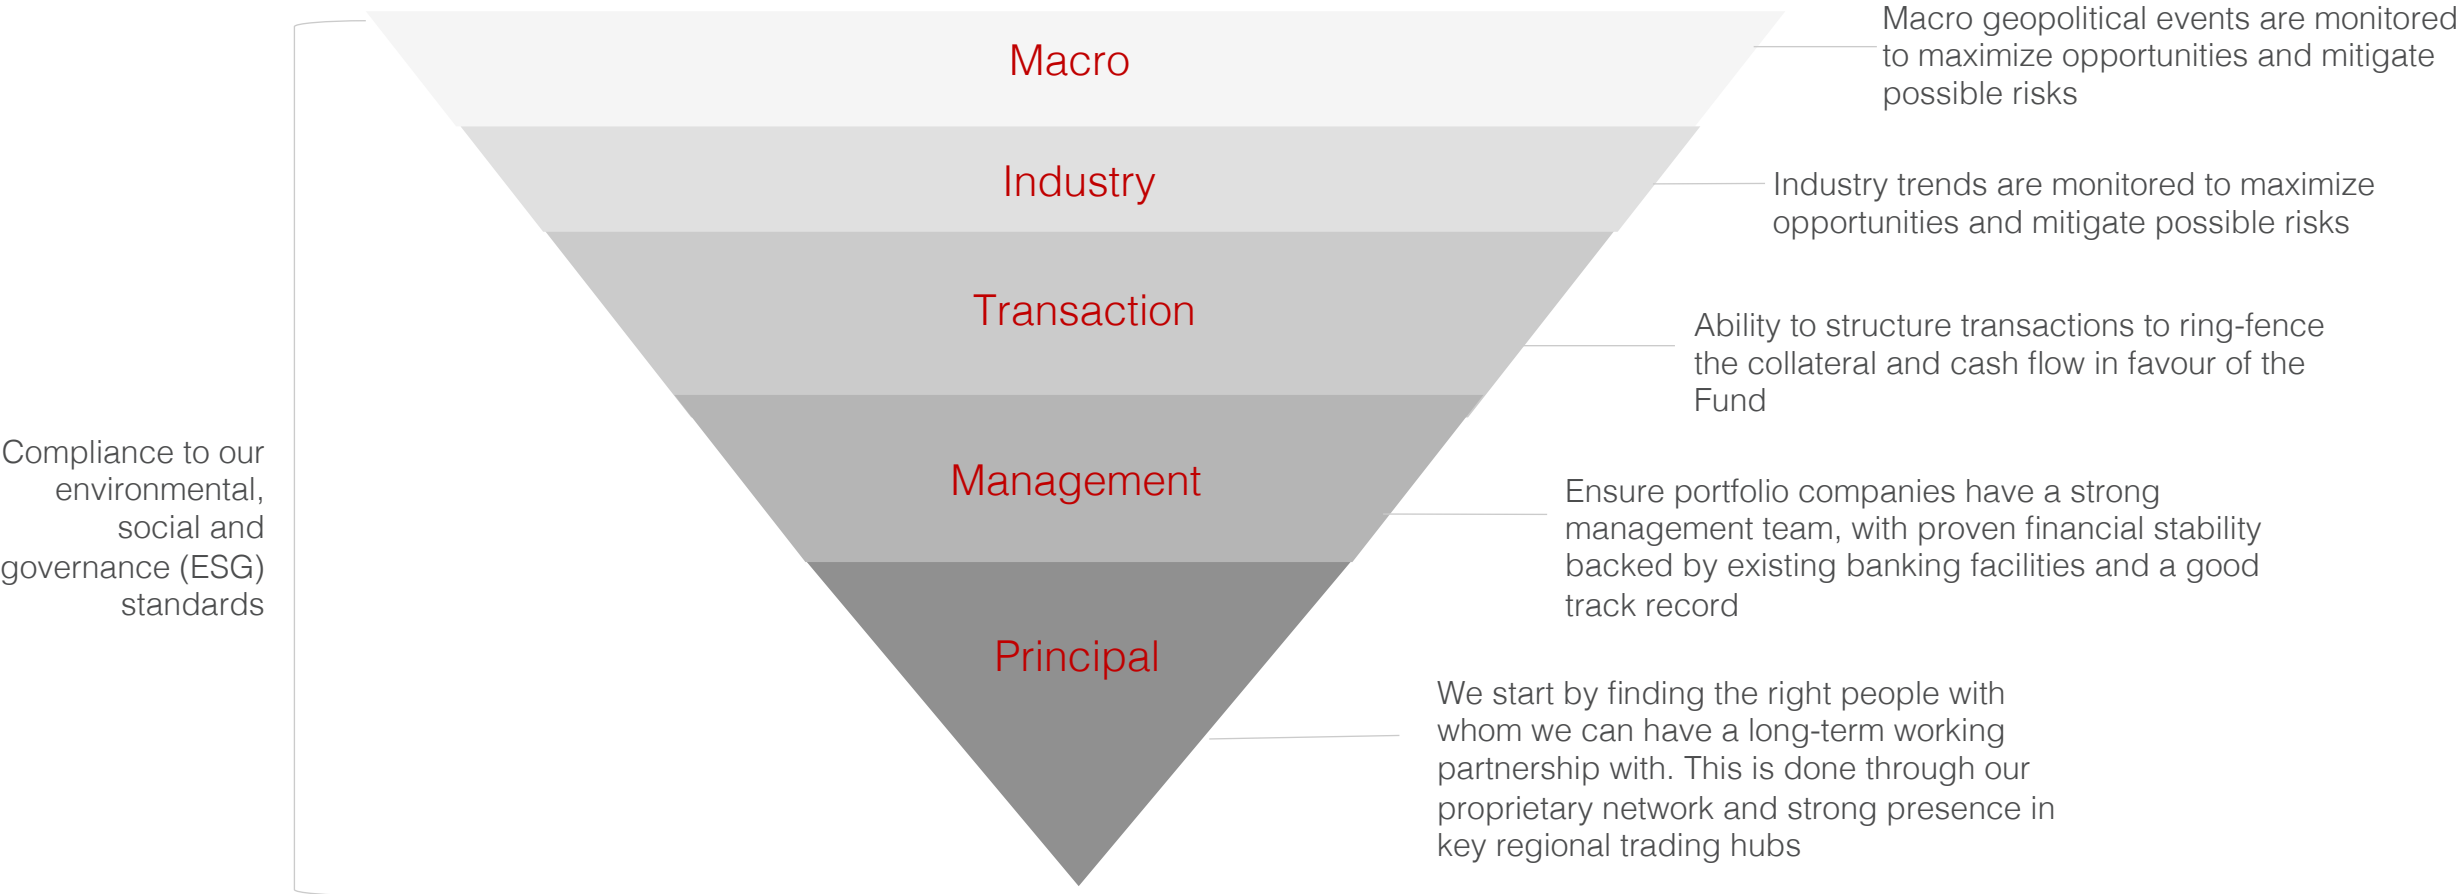 Macro
Macro geopolitical events are monitored
to maximize opportunities and mitigate
possible risks
Industry
Industry trends are monitored to maximize
opportunities and mitigate possible risks
Transaction
Ability to structure transactions to ring-fence
the collateral and cash flow in favour of the
Fund
Compliance to our
environmental,
social and
governance (ESG)
standards
Management
Ensure portfolio companies have a strong
management team, with proven financial stability
backed by existing banking facilities and a good
track record
Principal
We start by finding the right people with
whom we can have a long-term working
partnership with. This is done through our
proprietary network and strong presence in
key regional trading hubs